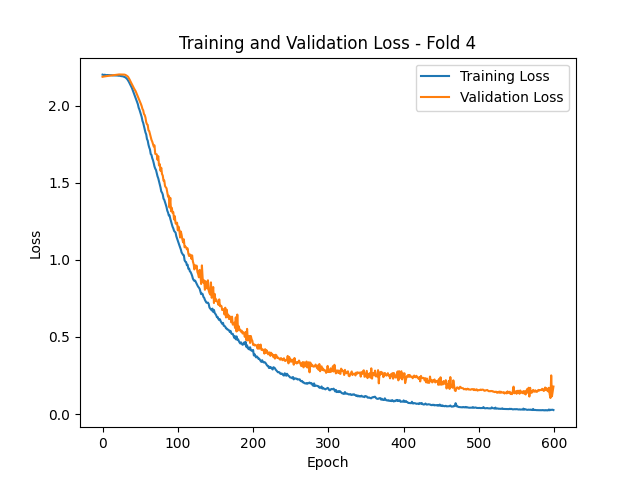 Training and Validation Loss - Fold 4
Training Loss
Validation Loss
2.0
1.5
1.0
0.5
0.0
Loss
0 100 200 300 400 500 600
Epoch